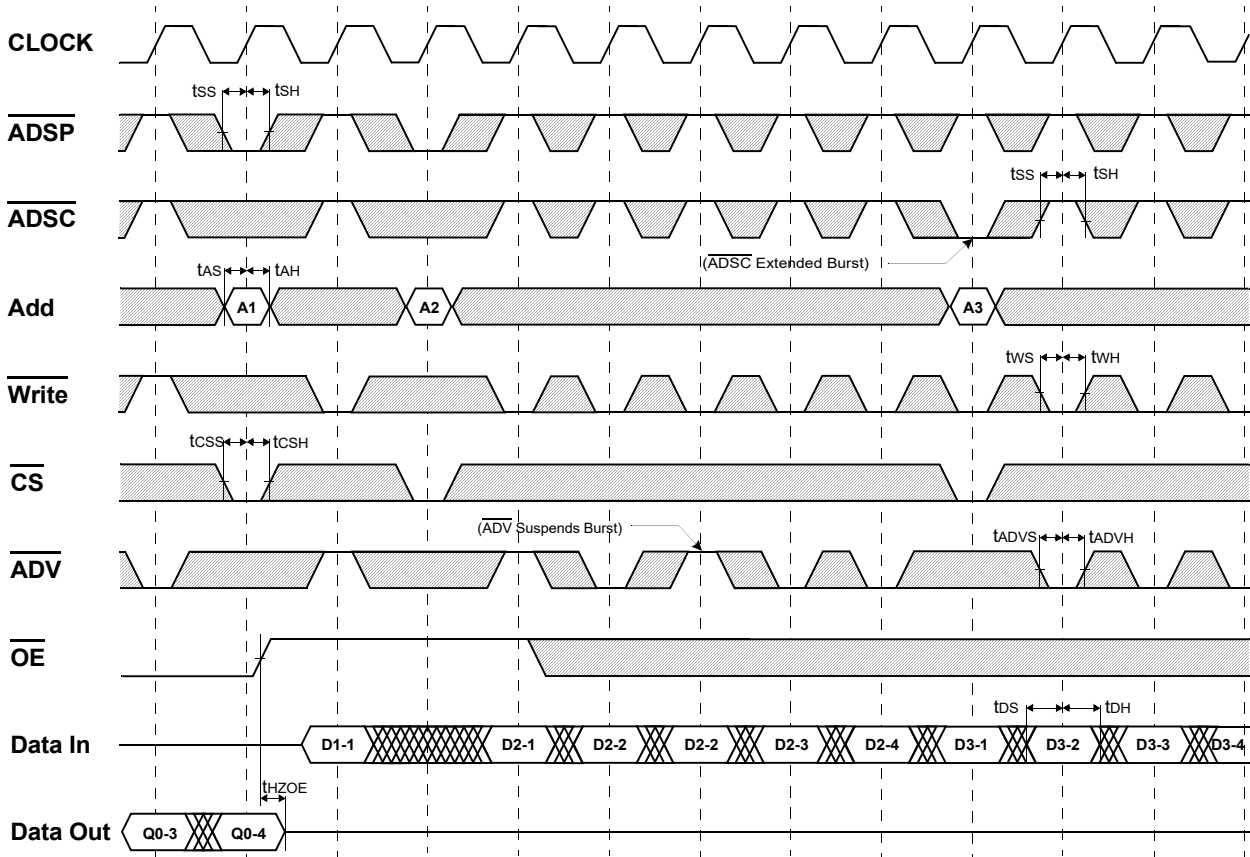 CLOCK
tSS tSH
ADSP
tSS tSH
ADSC
(ADSC Extended Burst)
tAS tAH
Add A1 A2 A3
tWS tWH
Write
tCSS tCSH
CS
(ADV Suspends Burst)
tADVS tADVH
ADV
OE
tDS tDH
Data In D1-1 D2-1 D2-2 D2-2 D2-3 D2-4 D3-1 D3-2 D3-3 D3-4
tHZOE
Data Out Q0-3 Q0-4